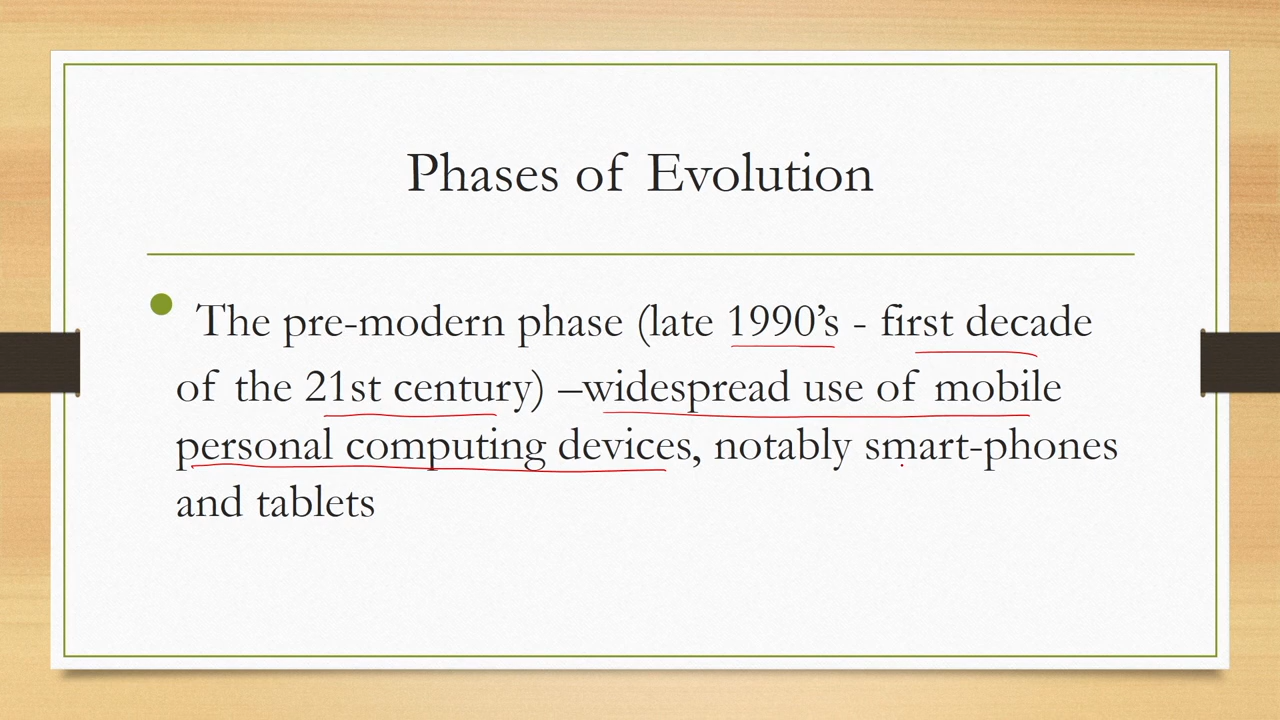 Phases of Evolution
The pre-modern phase (late 1990’s - first decade
of the 21st century) –widespread use of mobile
personal computing devices, notably smart-phones
and tablets